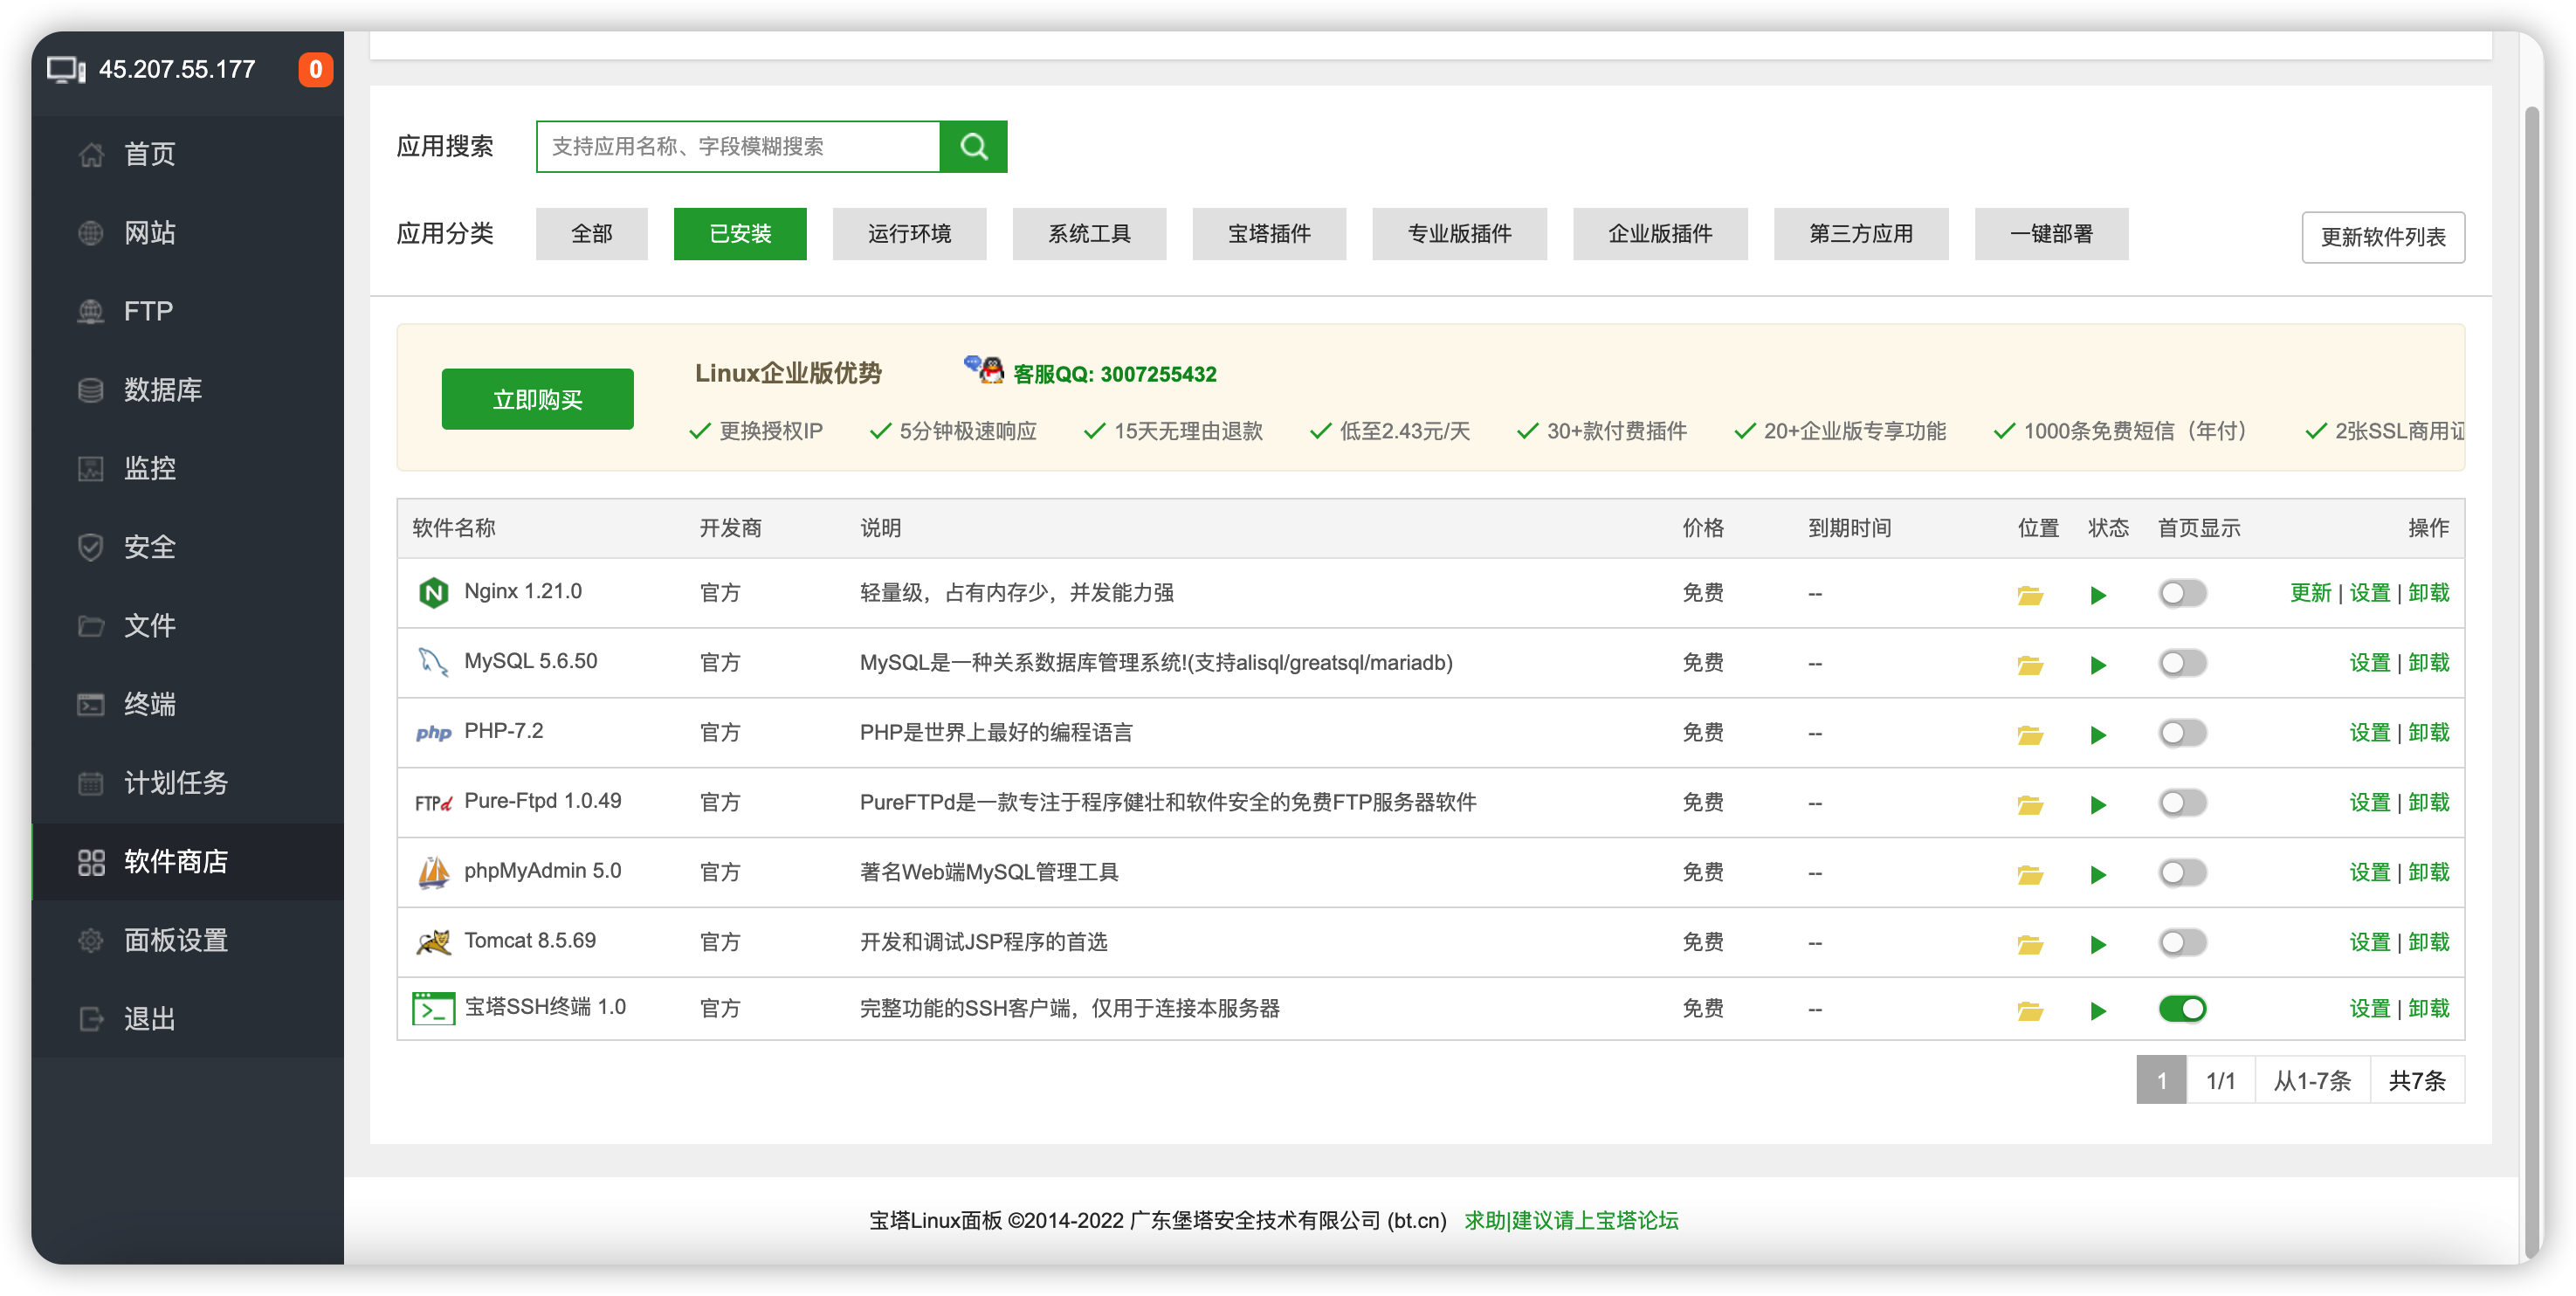 45.207.55.177 0
首页
网站
FTP
数据库
监控
安全
文件
终端
计划任务
软件商店
面板设置
退出
应用搜索 支持应用名称、字段模糊搜索
应用分类 全部 已安装 运行环境 系统工具 宝塔插件 专业版插件 企业版插件 第三方应用 一键部署 更新软件列表
立即购买
Linux企业版优势 客服QQ: 3007255432
更换授权IP 5分钟极速响应 15天无理由退款 低至2.43元/天 30+款付费插件 20+企业版专享功能 1000条免费短信（年付） 2张SSL商用证
软件名称 开发商 说明 价格 到期时间 位置 状态 首页显示 操作
Nginx 1.21.0 官方 轻量级，占有内存少，并发能力强 免费 -- 更新 | 设置 | 卸载
MySQL 5.6.50 官方 MySQL是一种关系数据库管理系统!(支持alisql/greatsql/mariadb) 免费 -- 设置 | 卸载
php PHP-7.2 官方 PHP是世界上最好的编程语言 免费 -- 设置 | 卸载
FTPd Pure-Ftpd 1.0.49 官方 PureFTPd是一款专注于程序健壮和软件安全的免费FTP服务器软件 免费 -- 设置 | 卸载
phpMyAdmin 5.0 官方 著名Web端MySQL管理工具 免费 -- 设置 | 卸载
Tomcat 8.5.69 官方 开发和调试JSP程序的首选 免费 -- 设置 | 卸载
宝塔SSH终端 1.0 官方 完整功能的SSH客户端，仅用于连接本服务器 免费 -- 设置 | 卸载
1 1/1 从1-7条 共7条
宝塔Linux面板 ©2014-2022 广东堡塔安全技术有限公司 (bt.cn) 求助|建议请上宝塔论坛